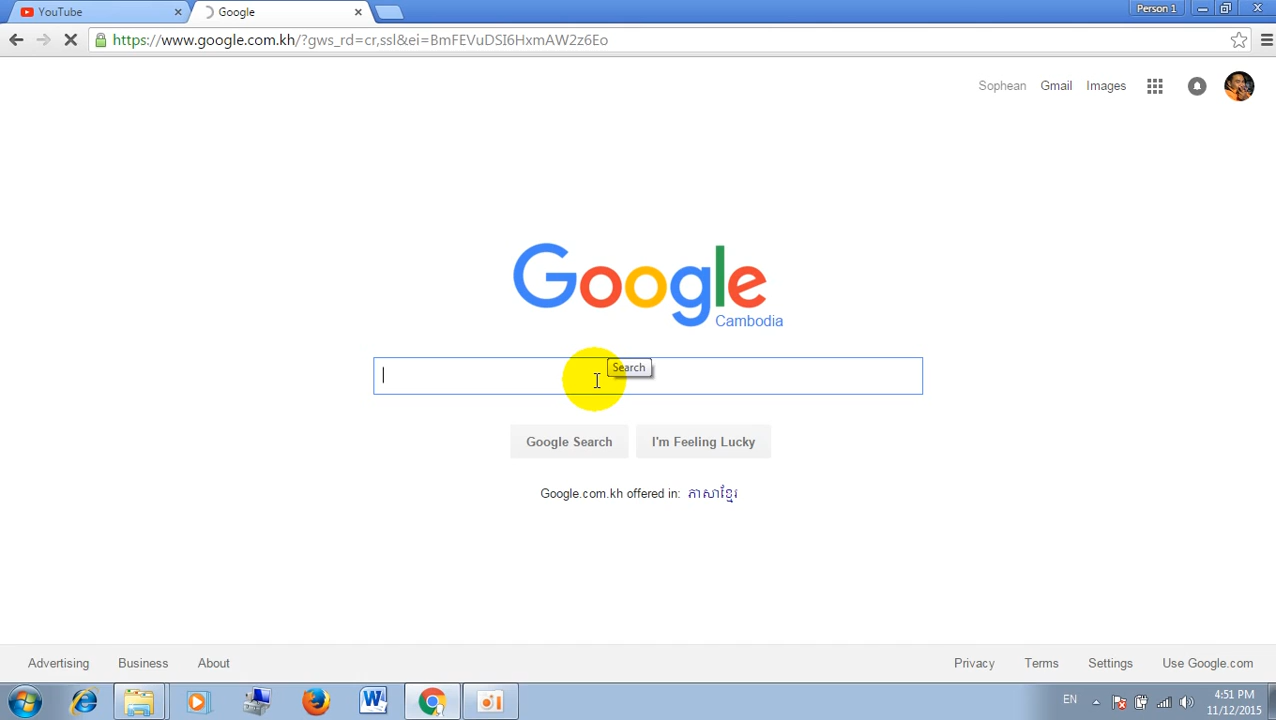 YouTube
Google
Person 1
https://www.google.com.kh/?gws_rd=cr,ssl&ei=BmFEVuDSI6HxmAW2z6Eo
Sophean Gmail Images
Google
Cambodia
Search
Google Search I'm Feeling Lucky
Google.com.kh offered in: ភាសាខ្មែរ
Advertising Business About Privacy Terms Settings Use Google.com
EN
4:51 PM
11/12/2015